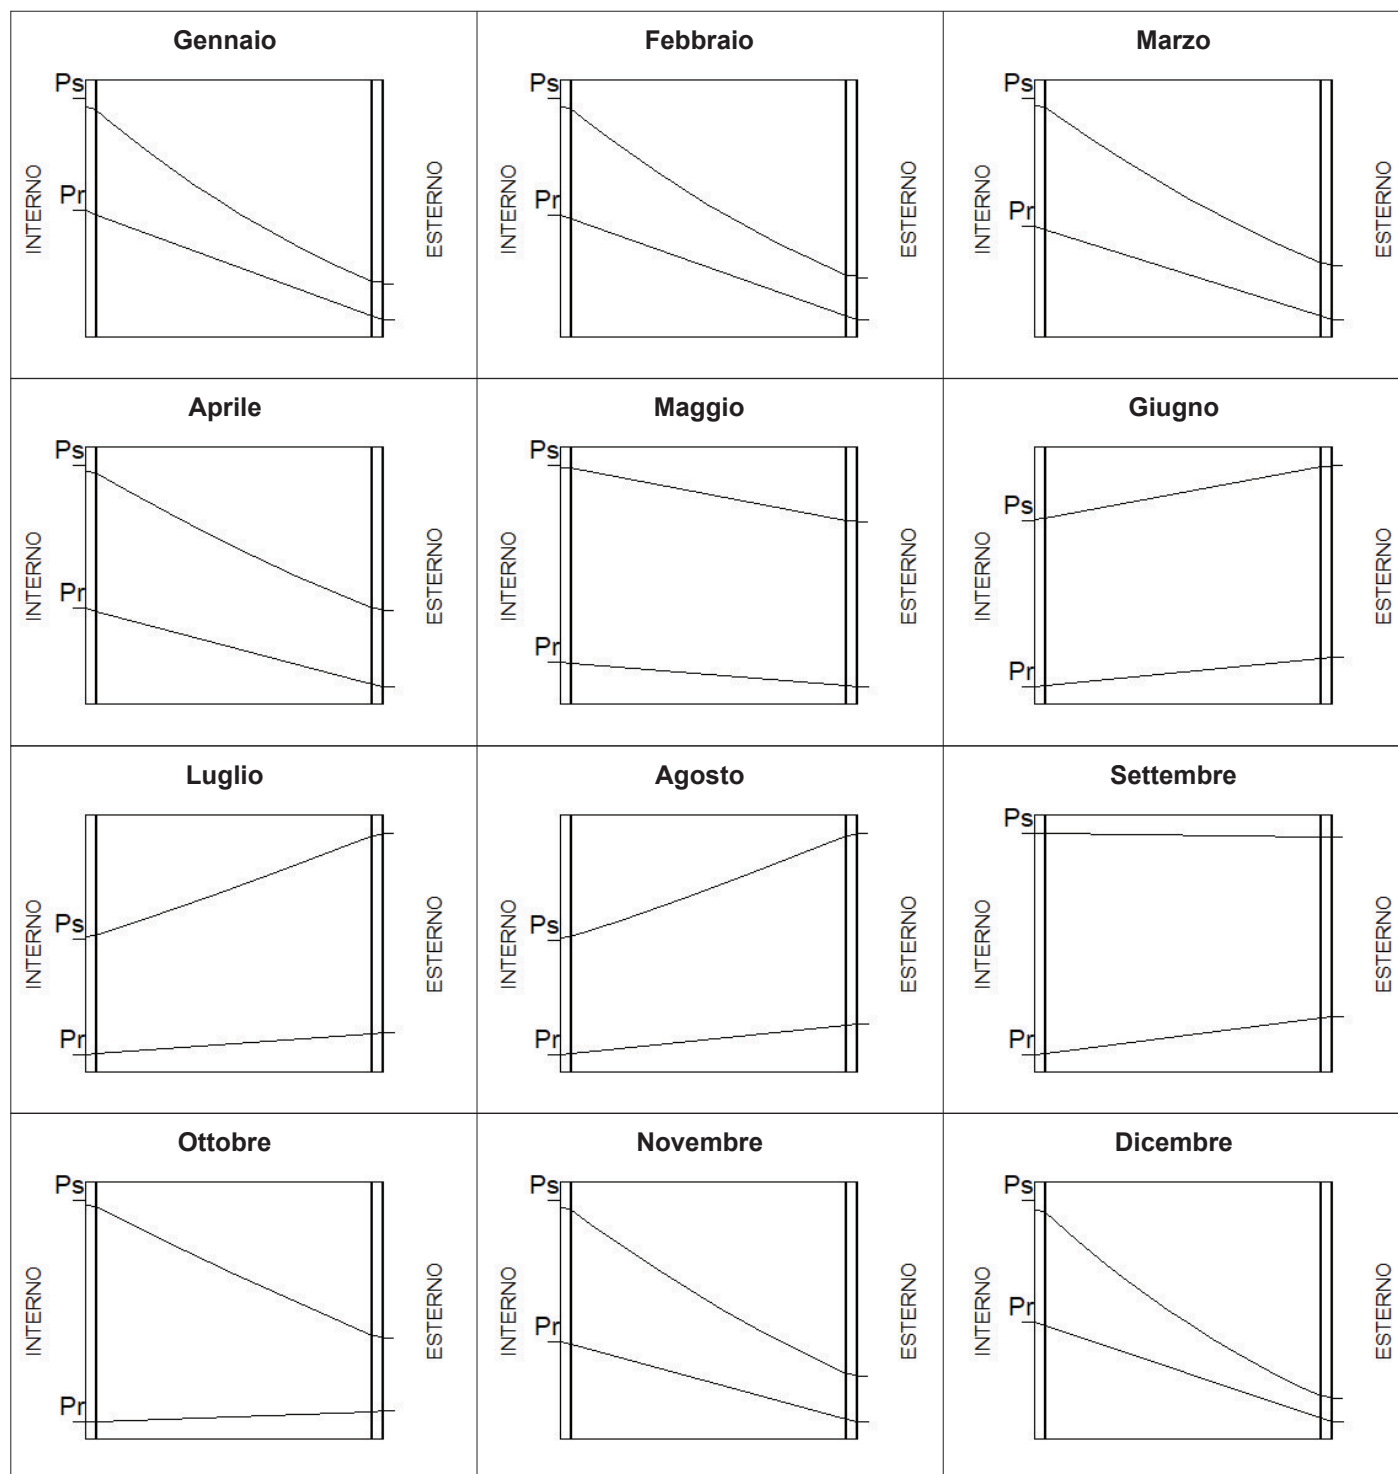 Gennaio
Ps
Pr
INTERNO
ESTERNO
Febbraio
Ps
Pr
INTERNO
ESTERNO
Marzo
Ps
Pr
INTERNO
ESTERNO
Aprile
Ps
Pr
INTERNO
ESTERNO
Maggio
Ps
Pr
INTERNO
ESTERNO
Giugno
Ps
Pr
INTERNO
ESTERNO
Luglio
Ps
Pr
INTERNO
ESTERNO
Agosto
Ps
Pr
INTERNO
ESTERNO
Settembre
Ps
Pr
INTERNO
ESTERNO
Ottobre
Ps
Pr
INTERNO
ESTERNO
Novembre
Ps
Pr
INTERNO
ESTERNO
Dicembre
Ps
Pr
INTERNO
ESTERNO